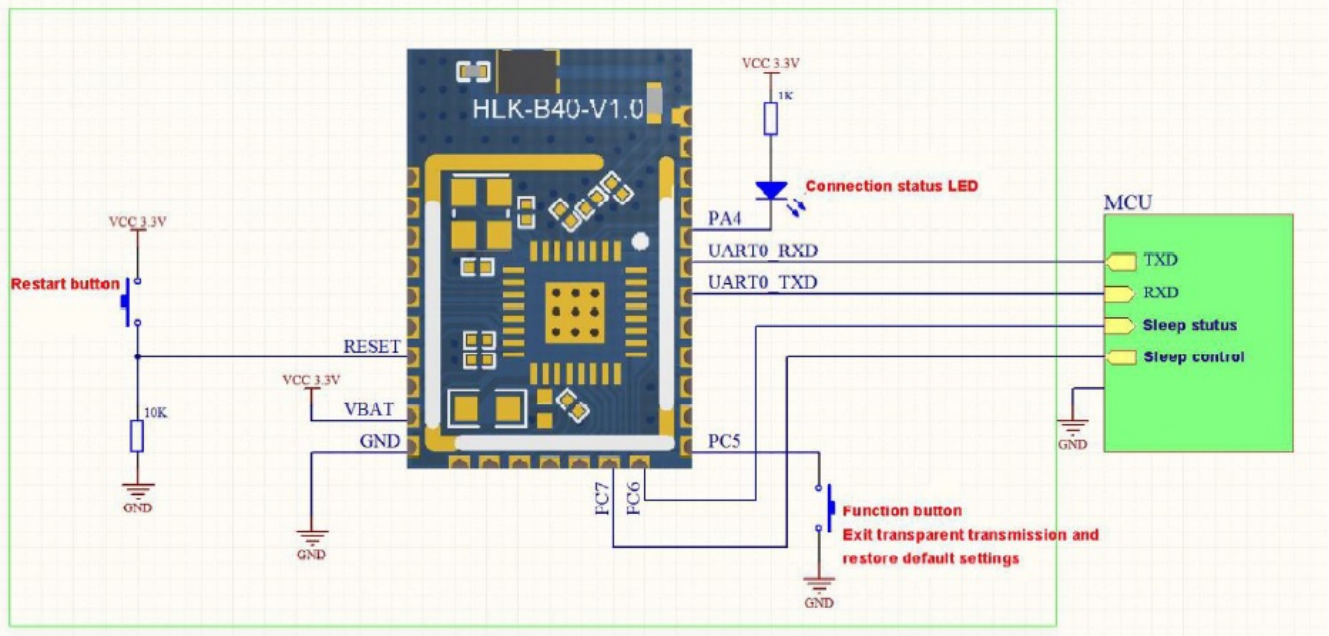 HLK-B40-V1.0
VCC 3.3V
1K
Connection status LED
PA4
MCU
VCC 3.3V
UART0_RXD
TXD
Restart button
UART0_TXD
RXD
Sleep stutus
RESET
Sleep control
VCC 3.3V
VBAT
10K
GND
PC5
GND
PC7
PC6
GND
GND
Function button
Exit transparent transmission and
restore default settings
GND